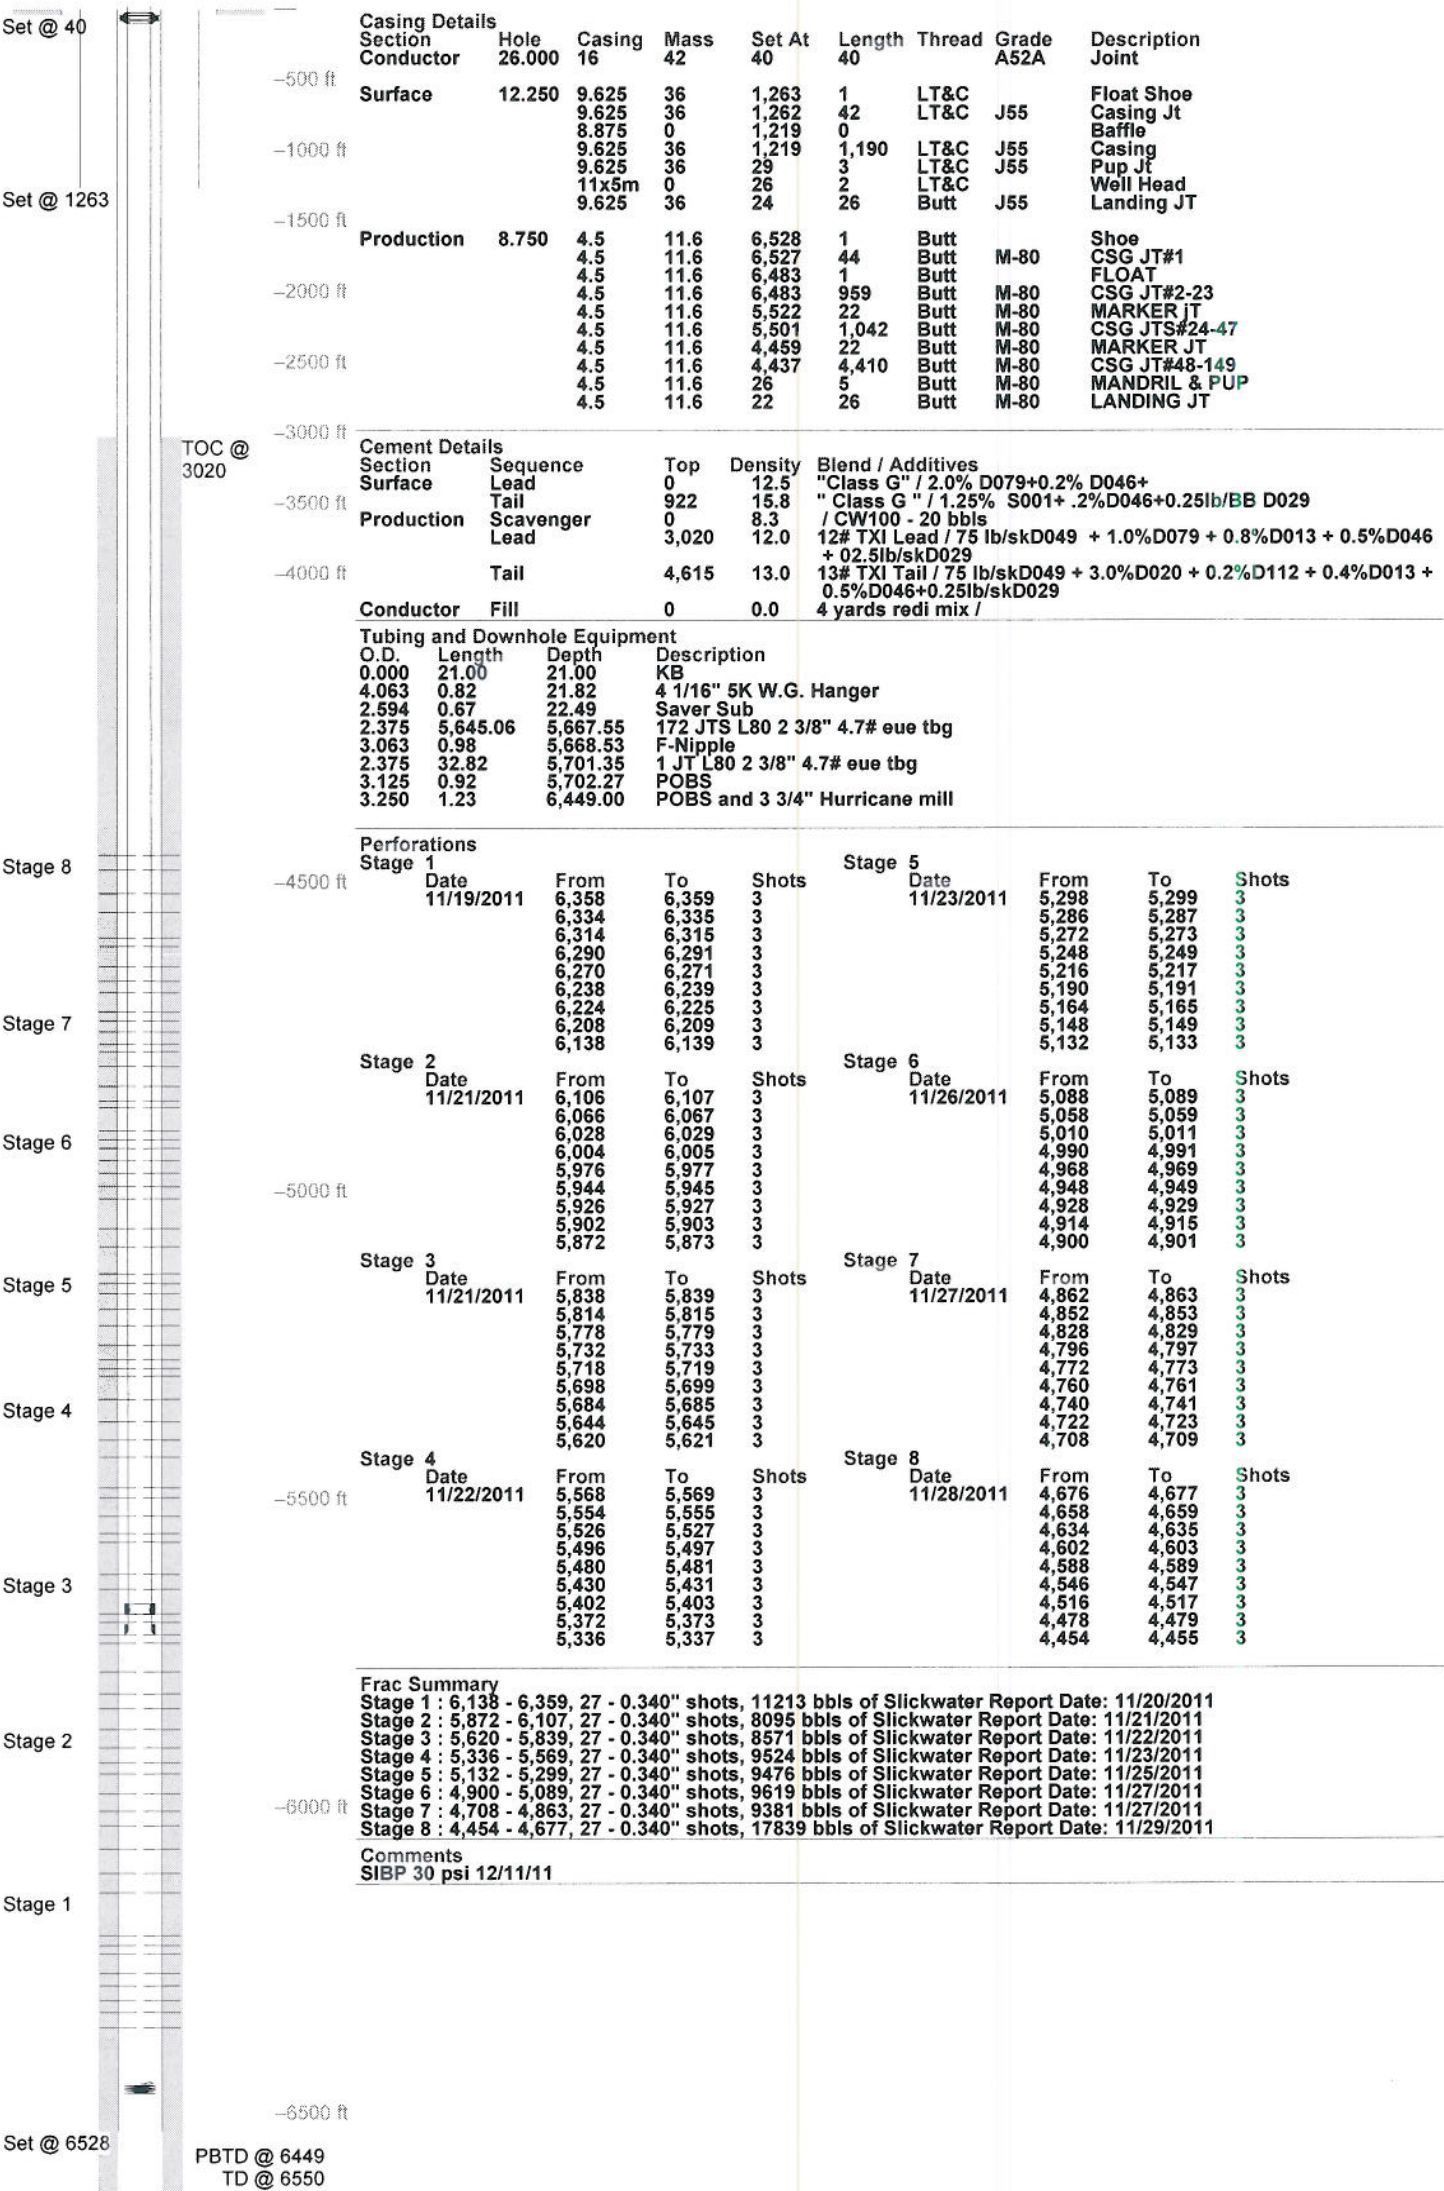 Set @ 40
Set @ 1263
TOC @
3020
Stage 8
Stage 7
Stage 6
Stage 5
Stage 4
Stage 3
Stage 2
Stage 1
Set @ 6528
PBTD @ 6449
TD @ 6550
-500 ft
-1000 ft
-1500 ft
-2000 ft
-2500 ft
-3000 ft
-3500 ft
-4000 ft
-4500 ft
-5000 ft
-5500 ft
-6000 ft
-6500 ft
Casing Details
Section Hole Casing Mass Set At Length Thread Grade Description
Conductor 26.000 16 42 40 40 A52A Joint
Surface 12.250 9.625 36 1,263 1 LT&C Float Shoe
9.625 36 1,262 42 LT&C J55 Casing Jt
8.875 0 1,219 0 Baffle
9.625 36 1,219 1,190 LT&C J55 Casing
9.625 36 29 3 LT&C J55 Pup Jt
11x5m 0 26 2 LT&C Well Head
9.625 36 24 26 Butt J55 Landing JT
Production 8.750 4.5 11.6 6,528 1 Butt Shoe
4.5 11.6 6,527 44 Butt M-80 CSG JT#1
4.5 11.6 6,483 1 Butt FLOAT
4.5 11.6 6,483 959 Butt M-80 CSG JT#2-23
4.5 11.6 5,522 22 Butt M-80 MARKER jT
4.5 11.6 5,501 1,042 Butt M-80 CSG JTS#24-47
4.5 11.6 4,459 22 Butt M-80 MARKER JT
4.5 11.6 4,437 4,410 Butt M-80 CSG JT#48-149
4.5 11.6 26 5 Butt M-80 MANDRIL & PUP
4.5 11.6 22 26 Butt M-80 LANDING JT
Cement Details
Section Sequence Top Density Blend / Additives
Surface Lead 0 12.5 "Class G" / 2.0% D079+0.2% D046+
Tail 922 15.8 " Class G " / 1.25% S001+ .2%D046+0.25lb/BB D029
Production Scavenger 0 8.3 / CW100 - 20 bbls
Lead 3,020 12.0 12# TXI Lead / 75 lb/skD049 + 1.0%D079 + 0.8%D013 + 0.5%D046
+ 02.5lb/skD029
Tail 4,615 13.0 13# TXI Tail / 75 lb/skD049 + 3.0%D020 + 0.2%D112 + 0.4%D013 +
0.5%D046+0.25lb/skD029
Conductor Fill 0 0.0 4 yards redi mix /
Tubing and Downhole Equipment
O.D. Length Depth Description
0.000 21.00 21.00 KB
4.063 0.82 21.82 4 1/16" 5K W.G. Hanger
2.594 0.67 22.49 Saver Sub
2.375 5,645.06 5,667.55 172 JTS L80 2 3/8" 4.7# eue tbg
3.063 0.98 5,668.53 F-Nipple
2.375 32.82 5,701.35 1 JT L80 2 3/8" 4.7# eue tbg
3.125 0.92 5,702.27 POBS
3.250 1.23 6,449.00 POBS and 3 3/4" Hurricane mill
Perforations
Stage 1
Date From To Shots
11/19/2011 6,358 6,359 3
6,334 6,335 3
6,314 6,315 3
6,290 6,291 3
6,270 6,271 3
6,238 6,239 3
6,224 6,225 3
6,208 6,209 3
6,138 6,139 3
Stage 2
Date From To Shots
11/21/2011 6,106 6,107 3
6,066 6,067 3
6,028 6,029 3
6,004 6,005 3
5,976 5,977 3
5,944 5,945 3
5,926 5,927 3
5,902 5,903 3
5,872 5,873 3
Stage 3
Date From To Shots
11/21/2011 5,838 5,839 3
5,814 5,815 3
5,778 5,779 3
5,732 5,733 3
5,718 5,719 3
5,698 5,699 3
5,684 5,685 3
5,644 5,645 3
5,620 5,621 3
Stage 4
Date From To Shots
11/22/2011 5,568 5,569 3
5,554 5,555 3
5,526 5,527 3
5,496 5,497 3
5,480 5,481 3
5,430 5,431 3
5,402 5,403 3
5,372 5,373 3
5,336 5,337 3
Stage 5
Date From To Shots
11/23/2011 5,298 5,299 3
5,286 5,287 3
5,272 5,273 3
5,248 5,249 3
5,216 5,217 3
5,190 5,191 3
5,164 5,165 3
5,148 5,149 3
5,132 5,133 3
Stage 6
Date From To Shots
11/26/2011 5,088 5,089 3
5,058 5,059 3
5,010 5,011 3
4,990 4,991 3
4,968 4,969 3
4,948 4,949 3
4,928 4,929 3
4,914 4,915 3
4,900 4,901 3
Stage 7
Date From To Shots
11/27/2011 4,862 4,863 3
4,852 4,853 3
4,828 4,829 3
4,796 4,797 3
4,772 4,773 3
4,760 4,761 3
4,740 4,741 3
4,722 4,723 3
4,708 4,709 3
Stage 8
Date From To Shots
11/28/2011 4,676 4,677 3
4,658 4,659 3
4,634 4,635 3
4,602 4,603 3
4,588 4,589 3
4,546 4,547 3
4,516 4,517 3
4,478 4,479 3
4,454 4,455 3
Frac Summary
Stage 1 : 6,138 - 6,359, 27 - 0.340" shots, 11213 bbls of Slickwater Report Date: 11/20/2011
Stage 2 : 5,872 - 6,107, 27 - 0.340" shots, 8095 bbls of Slickwater Report Date: 11/21/2011
Stage 3 : 5,620 - 5,839, 27 - 0.340" shots, 8571 bbls of Slickwater Report Date: 11/22/2011
Stage 4 : 5,336 - 5,569, 27 - 0.340" shots, 9524 bbls of Slickwater Report Date: 11/23/2011
Stage 5 : 5,132 - 5,299, 27 - 0.340" shots, 9476 bbls of Slickwater Report Date: 11/25/2011
Stage 6 : 4,900 - 5,089, 27 - 0.340" shots, 9619 bbls of Slickwater Report Date: 11/27/2011
Stage 7 : 4,708 - 4,863, 27 - 0.340" shots, 9381 bbls of Slickwater Report Date: 11/27/2011
Stage 8 : 4,454 - 4,677, 27 - 0.340" shots, 17839 bbls of Slickwater Report Date: 11/29/2011
Comments
SIBP 30 psi 12/11/11